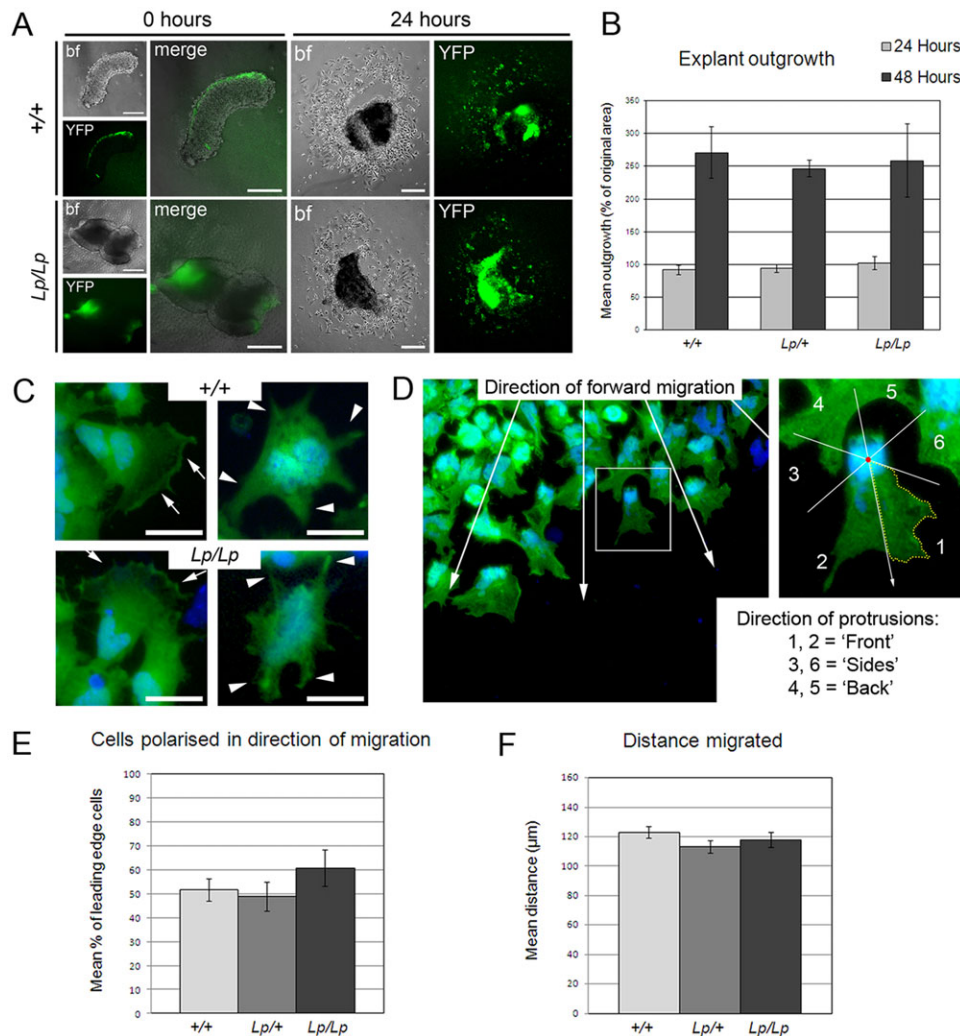 A
0 hours
24 hours
+/+
bf
merge
bf
YFP
YFP
Lp/Lp
bf
merge
bf
YFP
YFP
B
Explant outgrowth
24 Hours
48 Hours
Mean outgrowth (% of original area)
350
300
250
200
150
100
50
0
+/+
Lp/+
Lp/Lp
C
+/+
Lp/Lp
D
Direction of forward migration
5
4
6
3
1
2
Direction of protrusions:
1, 2 = ‘Front’
3, 6 = ‘Sides’
4, 5 = ‘Back’
E
Cells polarised in direction of migration
Mean % of leading edge cells
100
90
80
70
60
50
40
30
20
10
0
+/+
Lp/+
Lp/Lp
F
Distance migrated
Mean distance (µm)
160
140
120
100
80
60
40
20
0
+/+
Lp/+
Lp/Lp